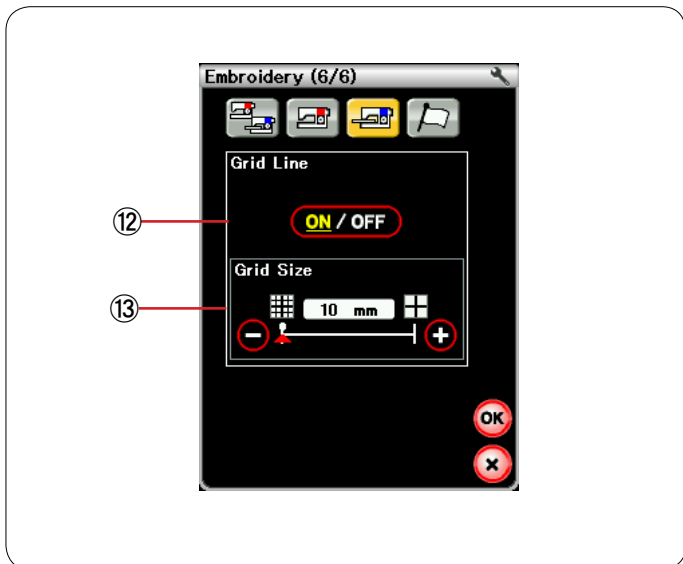 Embroidery (6/6)
Grid Line
⑫
ON / OFF
Grid Size
⑬
10 mm
OK